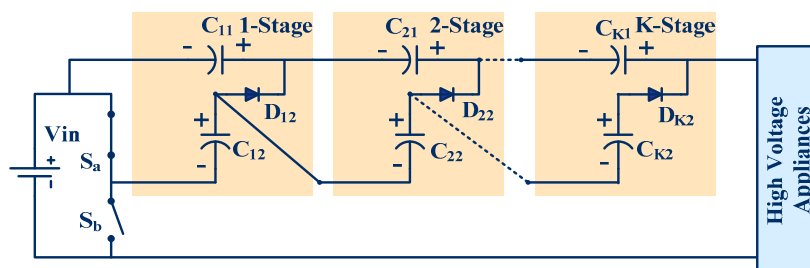 C11 1-Stage
C21 2-Stage
CK1 K-Stage
- +
- +
- +
Vin
+
-
Sa
Sb
+
-
C12
D12
+
-
C22
D22
+
-
CK2
DK2
High Voltage
Appliances